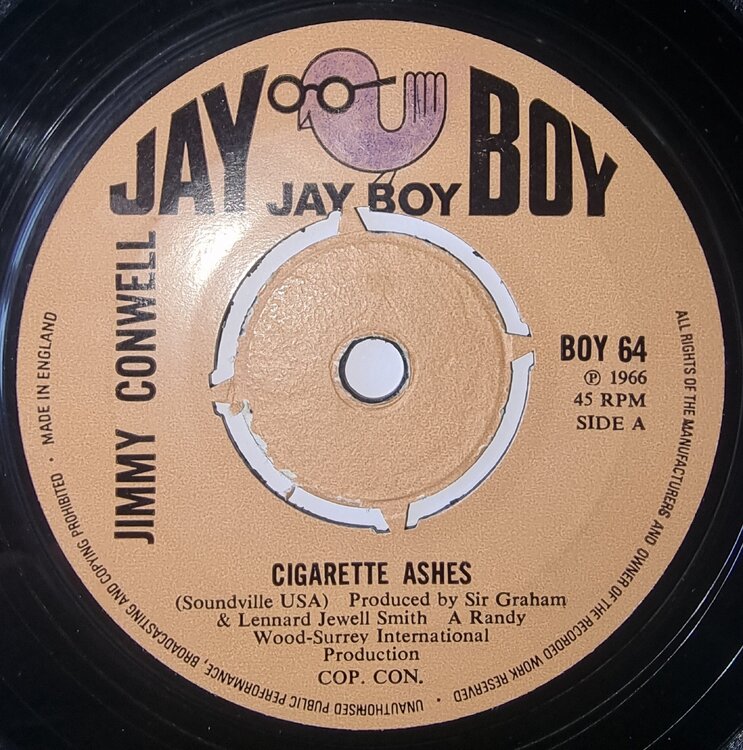 JAY BOY
JAY BOY
JIMMY CONWELL
BOY 64
℗ 1966
45 RPM
SIDE A
CIGARETTE ASHES
(Soundville USA) Produced by Sir Graham
& Lennard Jewell Smith A Randy
Wood-Surrey International
Production
COP. CON.
ALL RIGHTS OF THE MANUFACTURERS AND OWNER OF THE RECORDED WORK RESERVED • UNAUTHORISED PUBLIC PERFORMANCE, BROADCASTING AND COPYING PROHIBITED • MADE IN ENGLAND